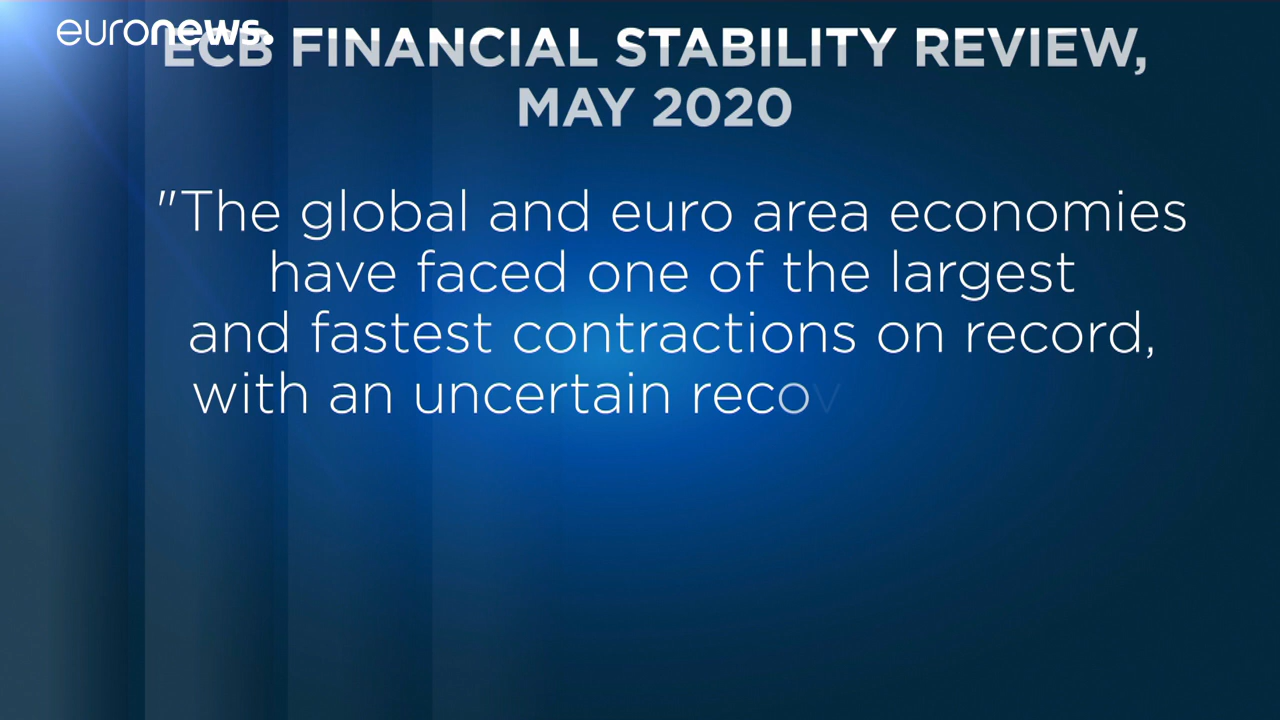 euronews.
ECB FINANCIAL STABILITY REVIEW,
MAY 2020
"The global and euro area economies
have faced one of the largest
and fastest contractions on record,
with an uncertain recov